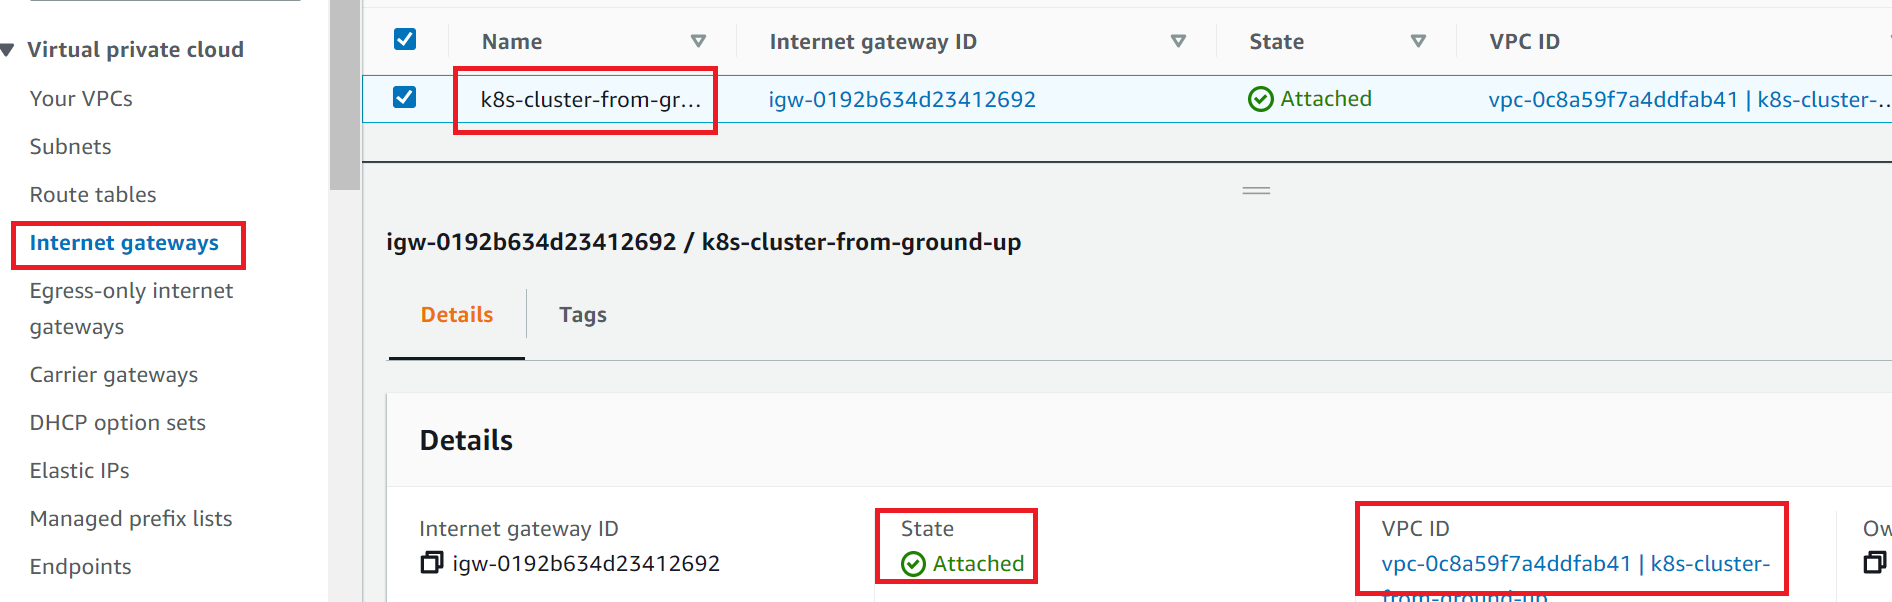 Virtual private cloud
Your VPCs
Subnets
Route tables
Internet gateways
Egress-only internet
gateways
Carrier gateways
DHCP option sets
Elastic IPs
Managed prefix lists
Endpoints
Name Internet gateway ID State VPC ID
k8s-cluster-from-gr... igw-0192b634d23412692 Attached vpc-0c8a59f7a4ddfab41 | k8s-cluster-...
igw-0192b634d23412692 / k8s-cluster-from-ground-up
Details Tags
Details
Internet gateway ID State VPC ID Ow
igw-0192b634d23412692 Attached vpc-0c8a59f7a4ddfab41 | k8s-cluster-
from-ground-up